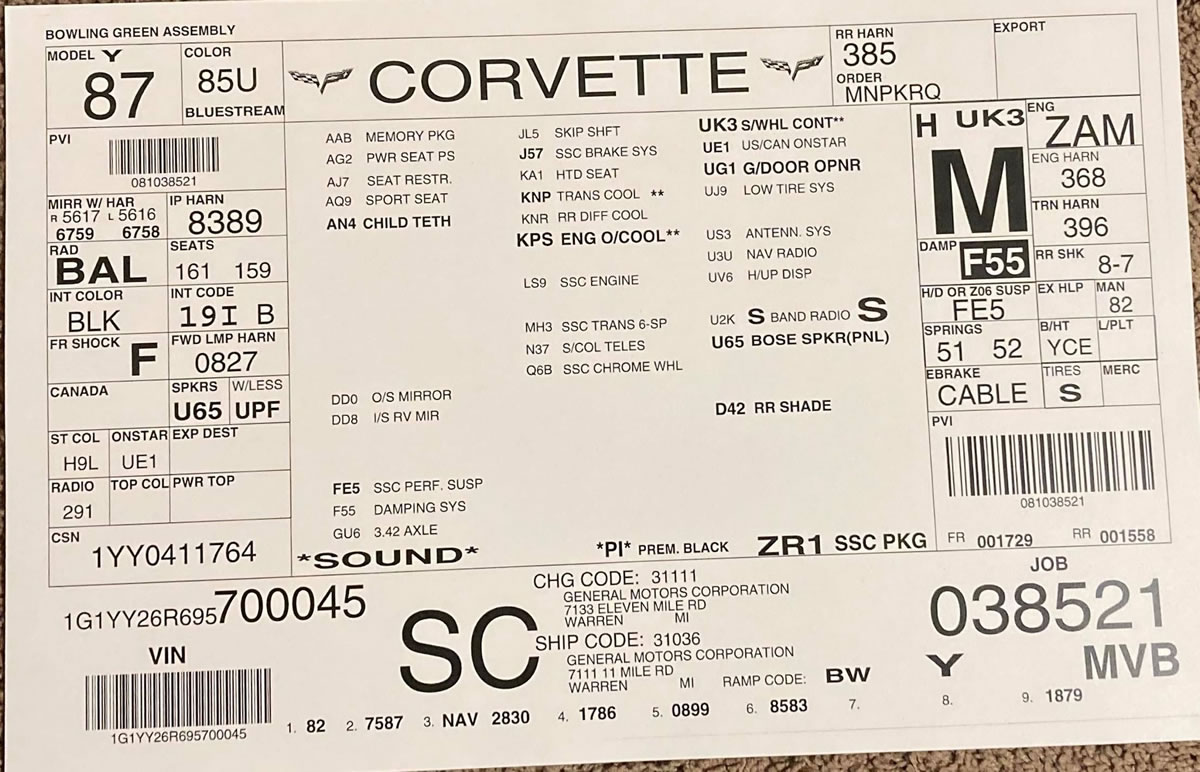 BOWLING GREEN ASSEMBLY
MODEL Y
87
COLOR
85U
BLUESTREAM
CORVETTE
RR HARN
385
ORDER
MNPKRQ
EXPORT
PVI
081038521
MIRR W/ HAR
R 5617 L 5616
6759 6758
IP HARN
8389
RAD
BAL
SEATS
161 159
INT COLOR
BLK
INT CODE
19I B
FR SHOCK
F
FWD LMP HARN
0827
CANADA
SPKRS
U65
W/LESS
UPF
ST COL
H9L
ONSTAR
UE1
EXP DEST
RADIO
291
TOP COL
PWR TOP
CSN
1YY0411764
AAB MEMORY PKG
AG2 PWR SEAT PS
AJ7 SEAT RESTR.
AQ9 SPORT SEAT
AN4 CHILD TETH
DD0 O/S MIRROR
DD8 I/S RV MIR
FE5 SSC PERF. SUSP
F55 DAMPING SYS
GU6 3.42 AXLE
*SOUND*
JL5 SKIP SHFT
J57 SSC BRAKE SYS
KA1 HTD SEAT
KNP TRANS COOL **
KNR RR DIFF COOL
KPS ENG O/COOL**
LS9 SSC ENGINE
MH3 SSC TRANS 6-SP
N37 S/COL TELES
Q6B SSC CHROME WHL
UK3 S/WHL CONT**
UE1 US/CAN ONSTAR
UG1 G/DOOR OPNR
UJ9 LOW TIRE SYS
US3 ANTENN. SYS
U3U NAV RADIO
UV6 H/UP DISP
U2K S BAND RADIO S
U65 BOSE SPKR(PNL)
D42 RR SHADE
*PI* PREM. BLACK ZR1 SSC PKG
H UK3
M
ENG
ZAM
ENG HARN
368
TRN HARN
396
DAMP F55
RR SHK
8-7
H/D OR Z06 SUSP
FE5
EX HLP
MAN
82
SPRINGS
51 52
B/HT
YCE
L/PLT
EBRAKE
CABLE
TIRES
S
MERC
PVI
081038521
FR 001729 RR 001558
1G1YY26R695700045
VIN
1G1YY26R695700045
SC
CHG CODE: 31111
GENERAL MOTORS CORPORATION
7133 ELEVEN MILE RD
WARREN MI
SHIP CODE: 31036
GENERAL MOTORS CORPORATION
7111 11 MILE RD
WARREN MI
RAMP CODE: BW
JOB
038521
Y MVB
1. 82 2. 7587 3. NAV 2830 4. 1786 5. 0899 6. 8583 7. 8. 9. 1879